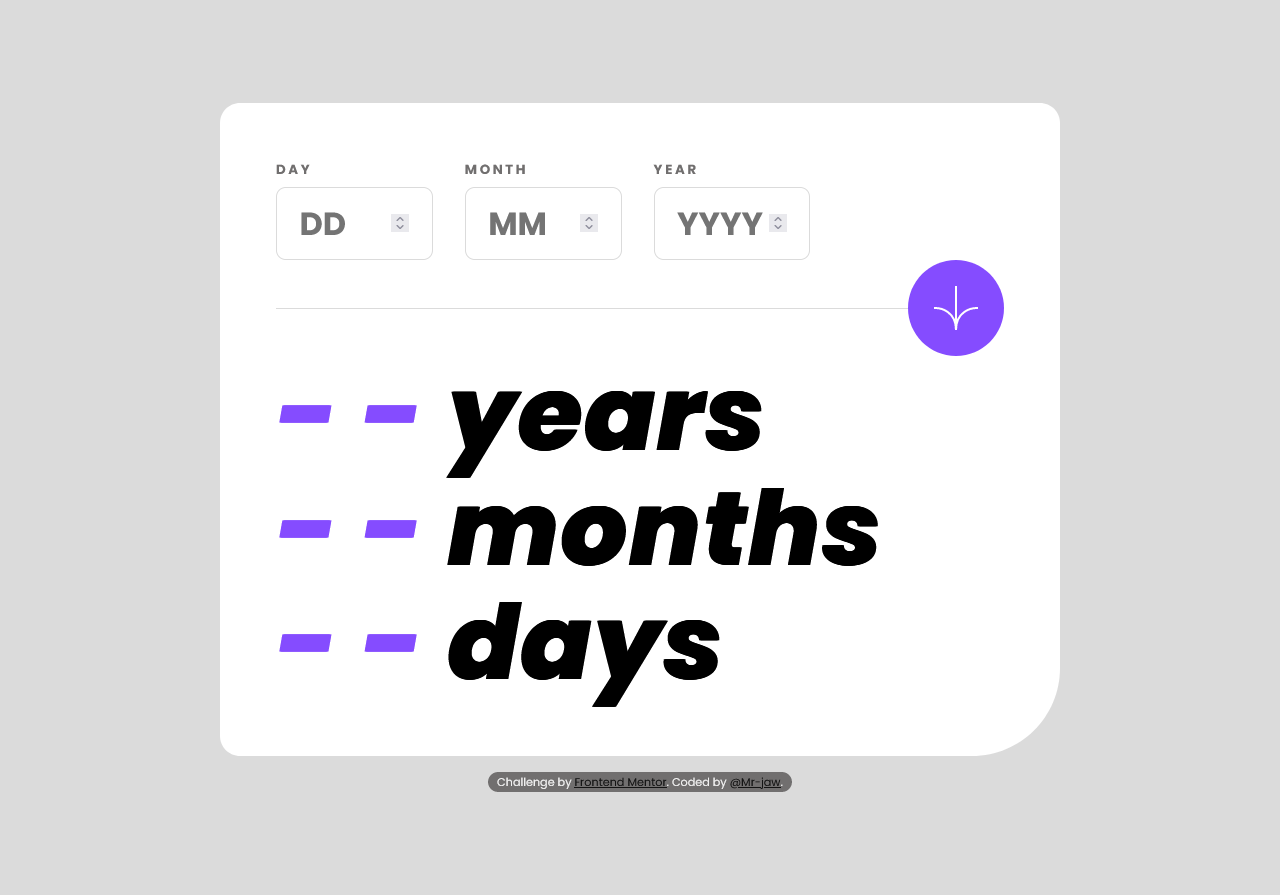 DAY MONTH YEAR
DD MM YYYY
- - years
- - months
- - days
Challenge by Frontend Mentor. Coded by @Mr-jaw.